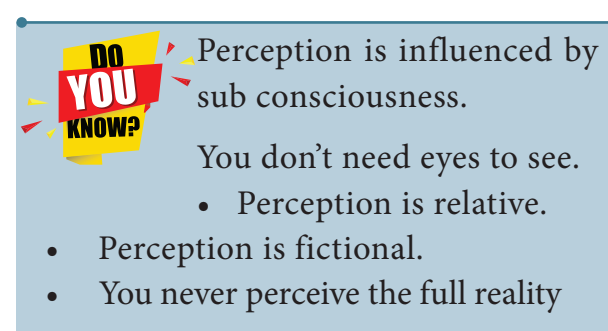 DO
YOU
KNOW?
Perception is influenced by
sub consciousness.
You don’t need eyes to see.
• Perception is relative.
• Perception is fictional.
• You never perceive the full reality